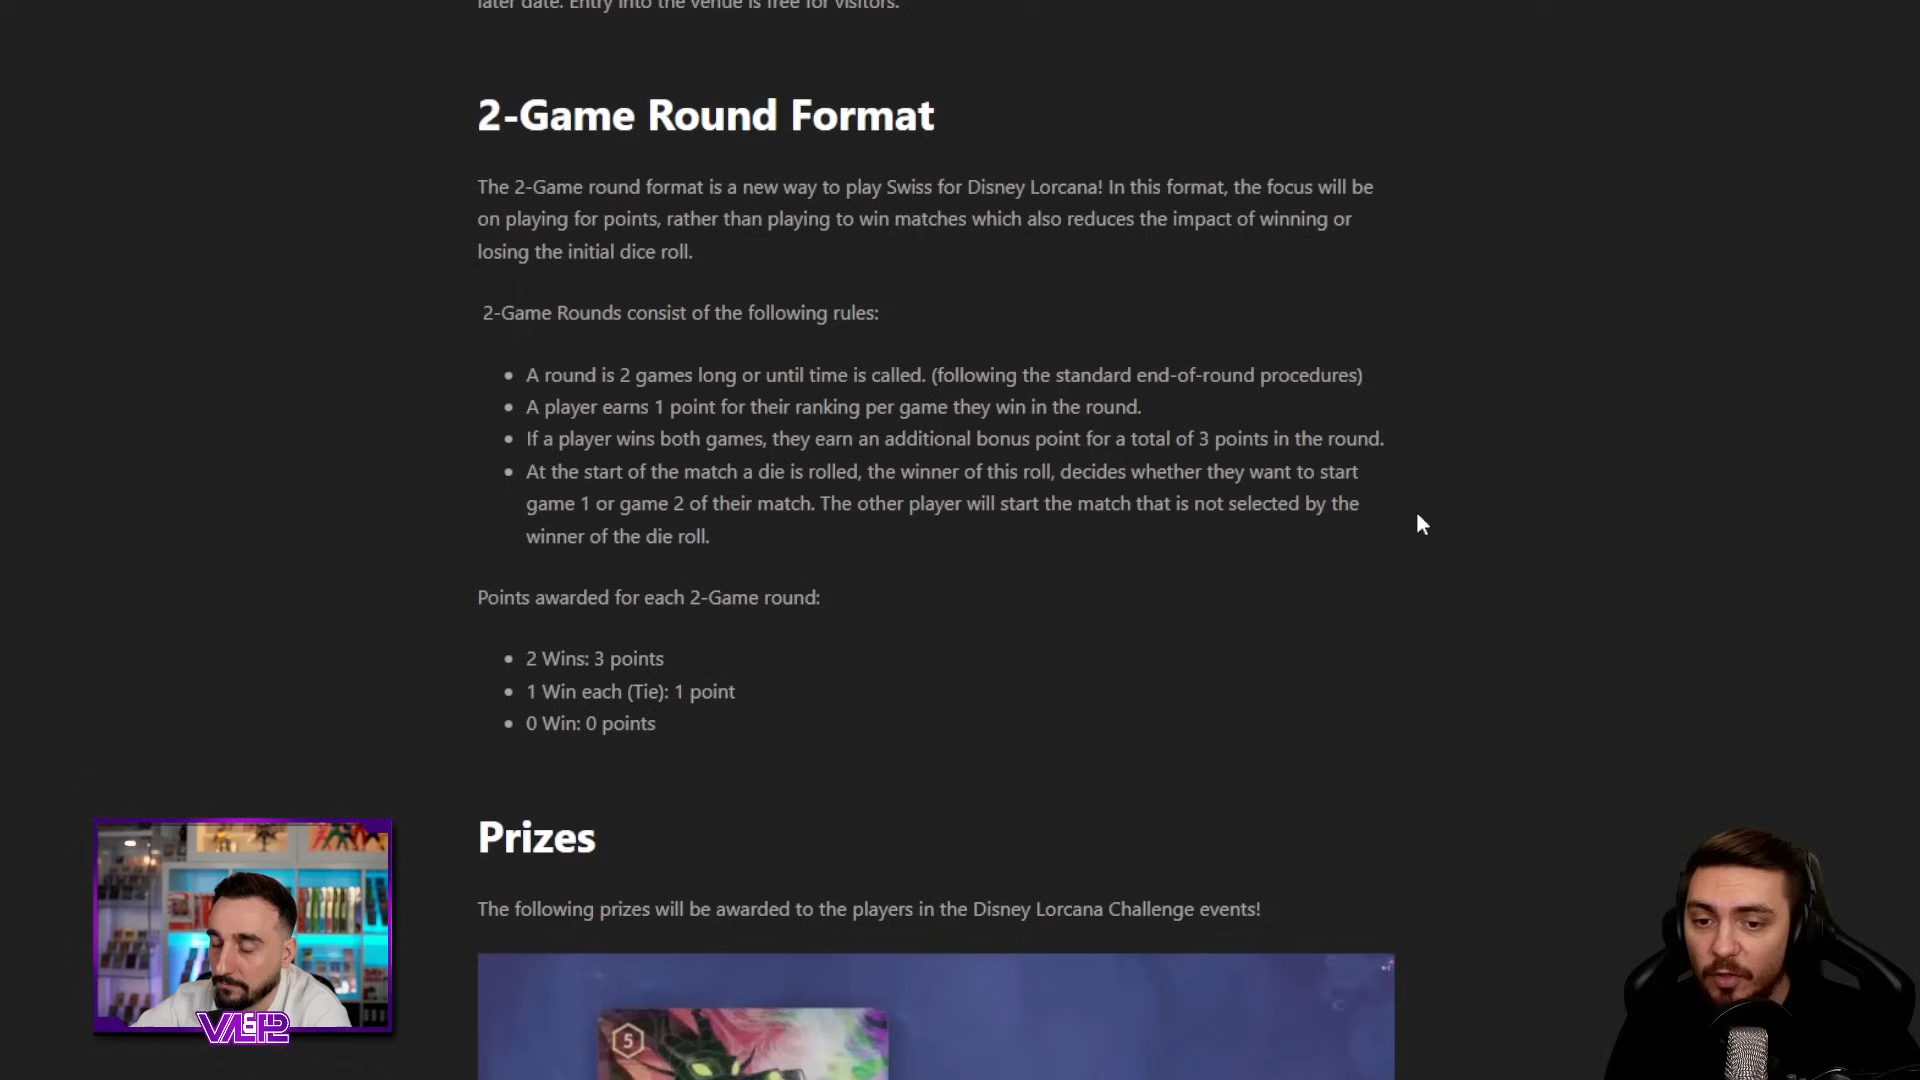 later date. Entry into the venue is free for visitors.
2-Game Round Format
The 2-Game round format is a new way to play Swiss for Disney Lorcana! In this format, the focus will be
on playing for points, rather than playing to win matches which also reduces the impact of winning or
losing the initial dice roll.
2-Game Rounds consist of the following rules:
• A round is 2 games long or until time is called. (following the standard end-of-round procedures)
• A player earns 1 point for their ranking per game they win in the round.
• If a player wins both games, they earn an additional bonus point for a total of 3 points in the round.
• At the start of the match a die is rolled, the winner of this roll, decides whether they want to start
game 1 or game 2 of their match. The other player will start the match that is not selected by the
winner of the die roll.
Points awarded for each 2-Game round:
• 2 Wins: 3 points
• 1 Win each (Tie): 1 point
• 0 Win: 0 points
Prizes
The following prizes will be awarded to the players in the Disney Lorcana Challenge events!
5